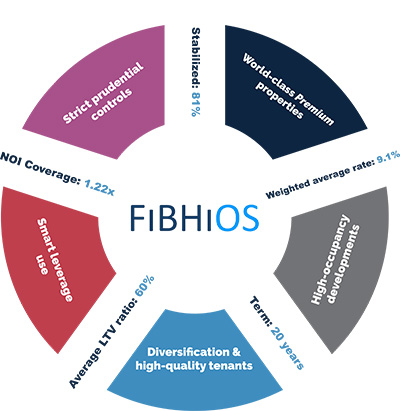 Stabilized: 81%
World-class Premium
properties
Weighted average rate: 9.1%
High-occupancy
developments
Term: 20 years
Diversification &
high-quality tenants
Average LTV ratio: 60%
Smart leverage
use
NOI Coverage: 1.22x
Strict prudential
controls
FiBHiOS